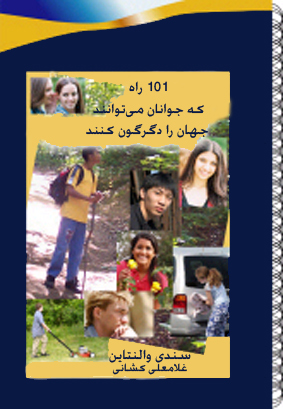 101 راه
که جوانان می‌توانند
جهان را دگرگون کنند
سندی والنتاین
غلامعلی کشانی